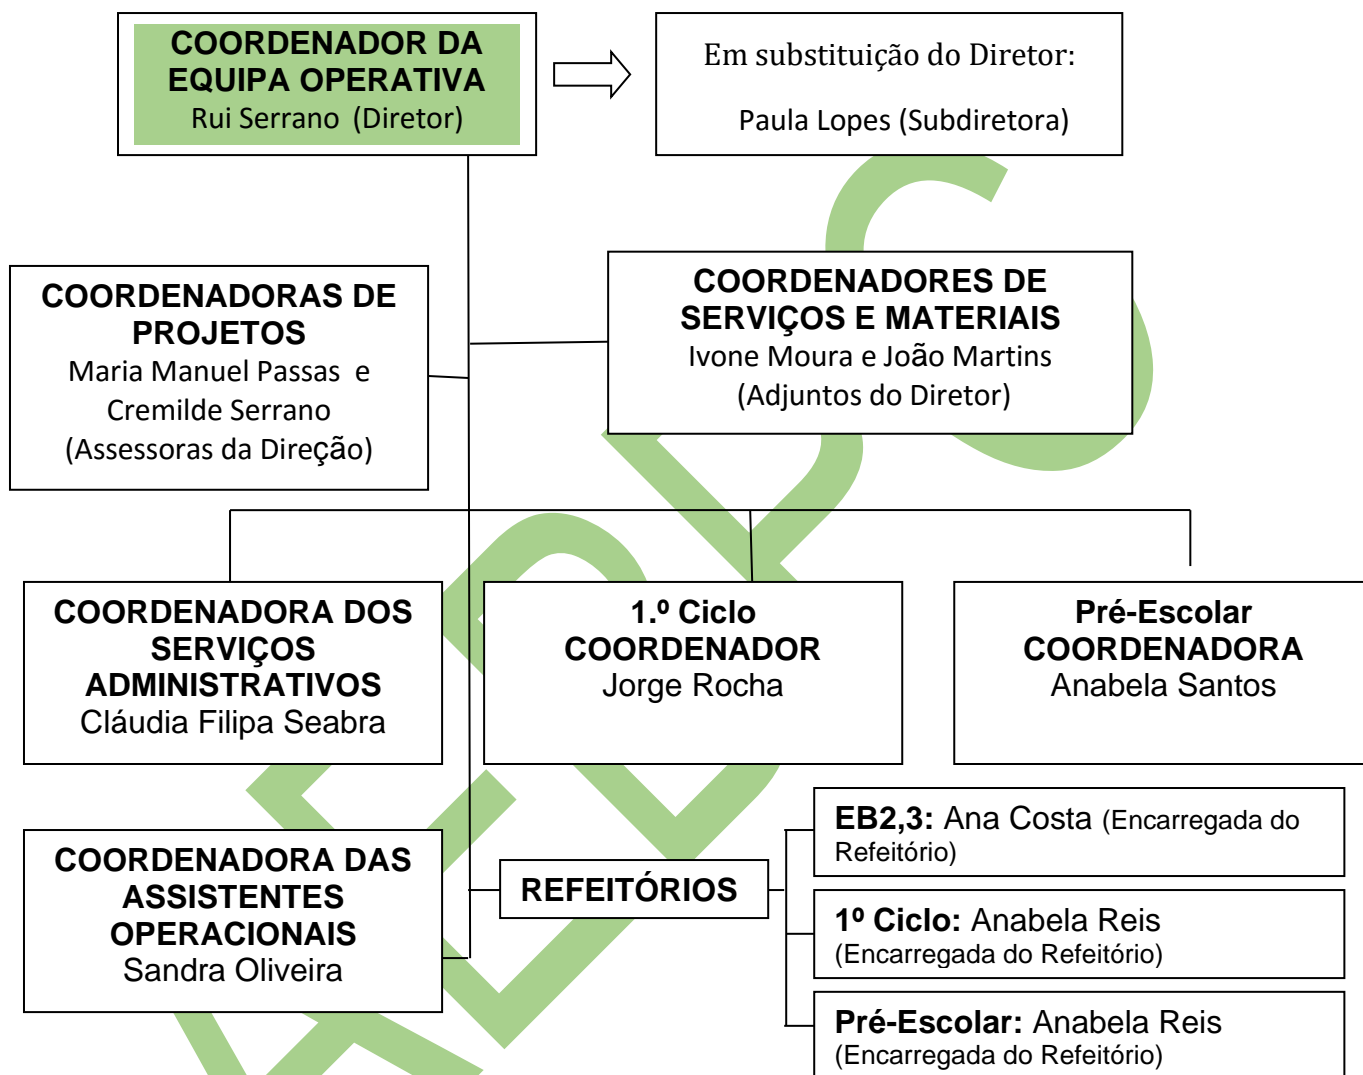 COORDENADOR DA
EQUIPA OPERATIVA
Rui Serrano (Diretor)
Em substituição do Diretor:
Paula Lopes (Subdiretora)
COORDENADORAS DE
PROJETOS
Maria Manuel Passas e
Cremilde Serrano
(Assessoras da Direção)
COORDENADORES DE
SERVIÇOS E MATERIAIS
Ivone Moura e João Martins
(Adjuntos do Diretor)
COORDENADORA DOS
SERVIÇOS
ADMINISTRATIVOS
Cláudia Filipa Seabra
1.º Ciclo
COORDENADOR
Jorge Rocha
Pré-Escolar
COORDENADORA
Anabela Santos
COORDENADORA DAS
ASSISTENTES
OPERACIONAIS
Sandra Oliveira
REFEITÓRIOS
EB2,3: Ana Costa (Encarregada do
Refeitório)
1º Ciclo: Anabela Reis
(Encarregada do Refeitório)
Pré-Escolar: Anabela Reis
(Encarregada do Refeitório)